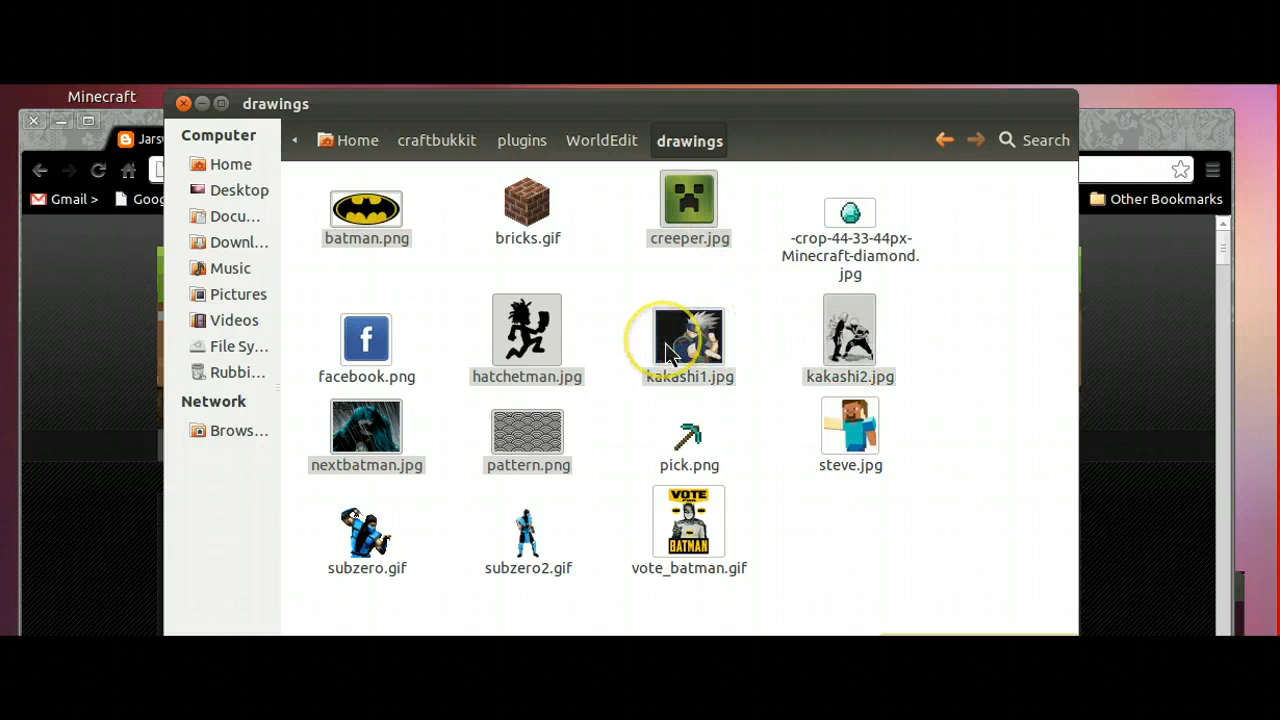 Minecraft
drawings
Jars
Computer
Home
craftbukkit
plugins
WorldEdit
drawings
Search
Home
Desktop
Docu...
Downl...
Music
Pictures
Videos
File Sy...
Rubbi...
Network
Brows...
Gmail >
Goog
Other Bookmarks
batman.png
bricks.gif
creeper.jpg
-crop-44-33-44px-
Minecraft-diamond.
jpg
f
facebook.png
hatchetman.jpg
kakashi1.jpg
kakashi2.jpg
nextbatman.jpg
pattern.png
pick.png
steve.jpg
VOTE
BATMAN
subzero.gif
subzero2.gif
vote_batman.gif